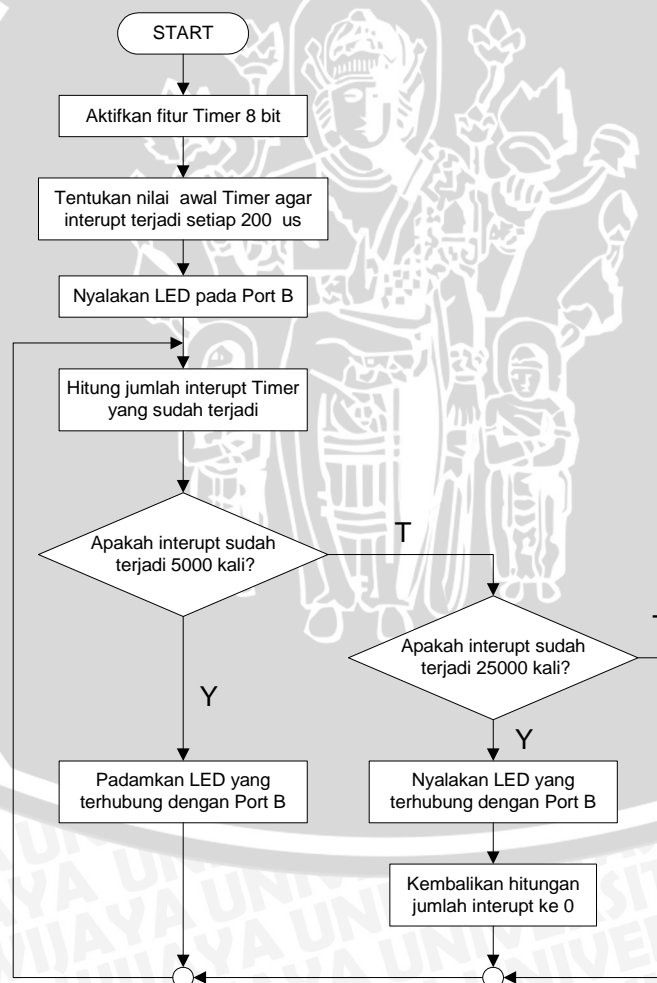 START
Aktifkan fitur Timer 8 bit
Tentukan nilai awal Timer agar
interupt terjadi setiap 200 us
Nyalakan LED pada Port B
Hitung jumlah interupt Timer
yang sudah terjadi
Apakah interupt sudah
terjadi 5000 kali?
T
Apakah interupt sudah
terjadi 25000 kali?
Y
Y
Padamkan LED yang
terhubung dengan Port B
Nyalakan LED yang
terhubung dengan Port B
Kembalikan hitungan
jumlah interupt ke 0